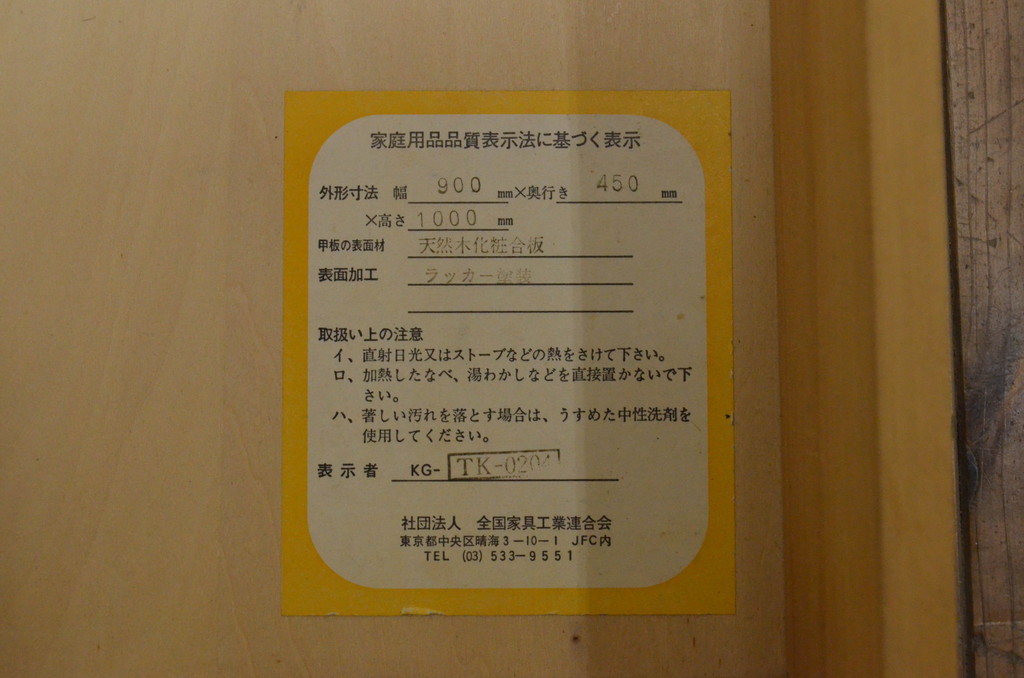 家庭用品品質表示法に基づく表示
外形寸法 幅 900 mm×奥行き 450 mm
×高さ 1000 mm
甲板の表面材 天然木化粧合板
表面加工 ラッカー塗装
取扱い上の注意
イ、直射日光又はストーブなどの熱をさけて下さい。
ロ、加熱したなべ、湯わかしなどを直接置かないで下
さい。
ハ、著しい汚れを落とす場合は、うすめた中性洗剤を
使用してください。
表示者 KG-TK-0204
社団法人 全国家具工業連合会
東京都中央区晴海3-10-1 JFC内
TEL (03) 533-9551